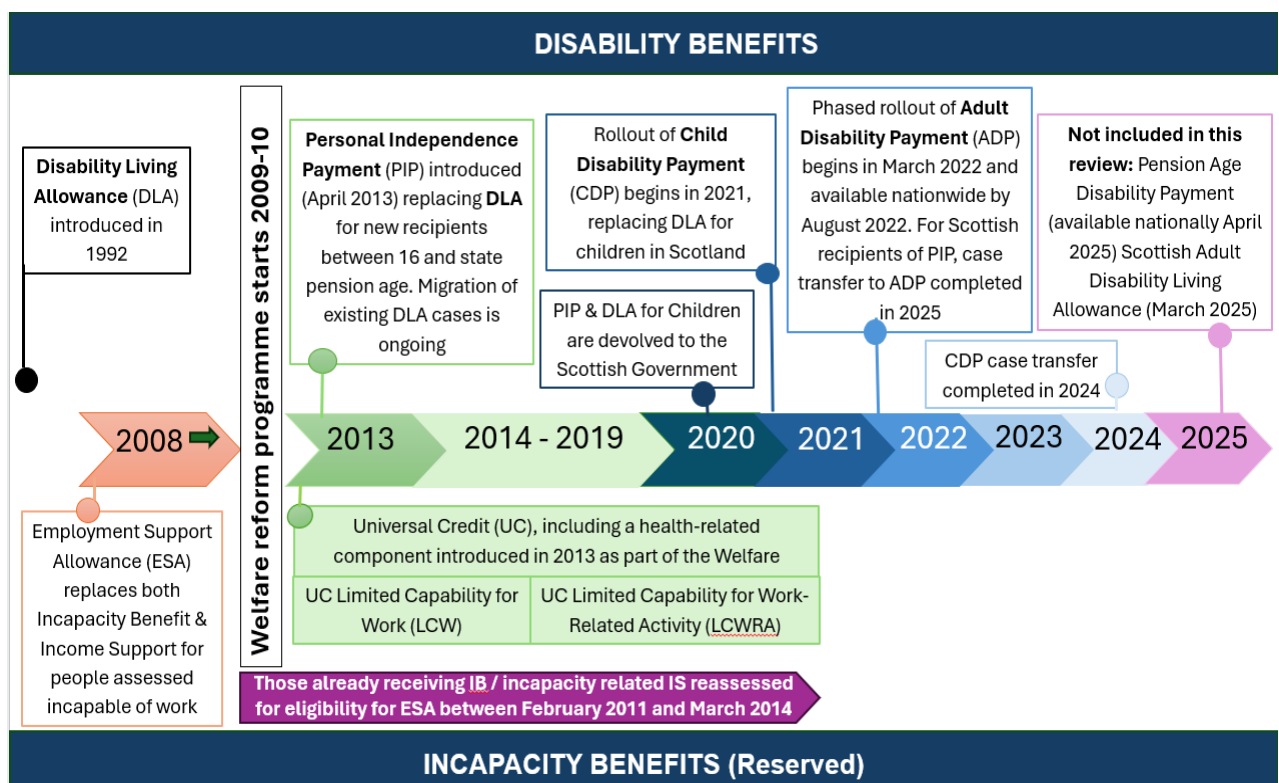 DISABILITY BENEFITS
Disability Living
Allowance (DLA)
introduced in
1992
Welfare reform programme starts 2009-10
Personal Independence
Payment (PIP) introduced
(April 2013) replacing DLA
for new recipients
between 16 and state
pension age. Migration of
existing DLA cases is
ongoing
Rollout of Child
Disability Payment
(CDP) begins in 2021,
replacing DLA for
children in Scotland
PIP & DLA for Children
are devolved to the
Scottish Government
Phased rollout of Adult
Disability Payment (ADP)
begins in March 2022 and
available nationwide by
August 2022. For Scottish
recipients of PIP, case
transfer to ADP completed
in 2025
Not included in this
review: Pension Age
Disability Payment
(available nationally April
2025) Scottish Adult
Disability Living
Allowance (March 2025)
CDP case transfer
completed in 2024
2008
2013
2014 - 2019
2020
2021
2022
2023
2024
2025
Employment Support
Allowance (ESA)
replaces both
Incapacity Benefit &
Income Support for
people assessed
incapable of work
Universal Credit (UC), including a health-related
component introduced in 2013 as part of the Welfare
UC Limited Capability for
Work (LCW)
UC Limited Capability for Work-
Related Activity (LCWRA)
Those already receiving IB / incapacity related IS reassessed
for eligibility for ESA between February 2011 and March 2014
INCAPACITY BENEFITS (Reserved)